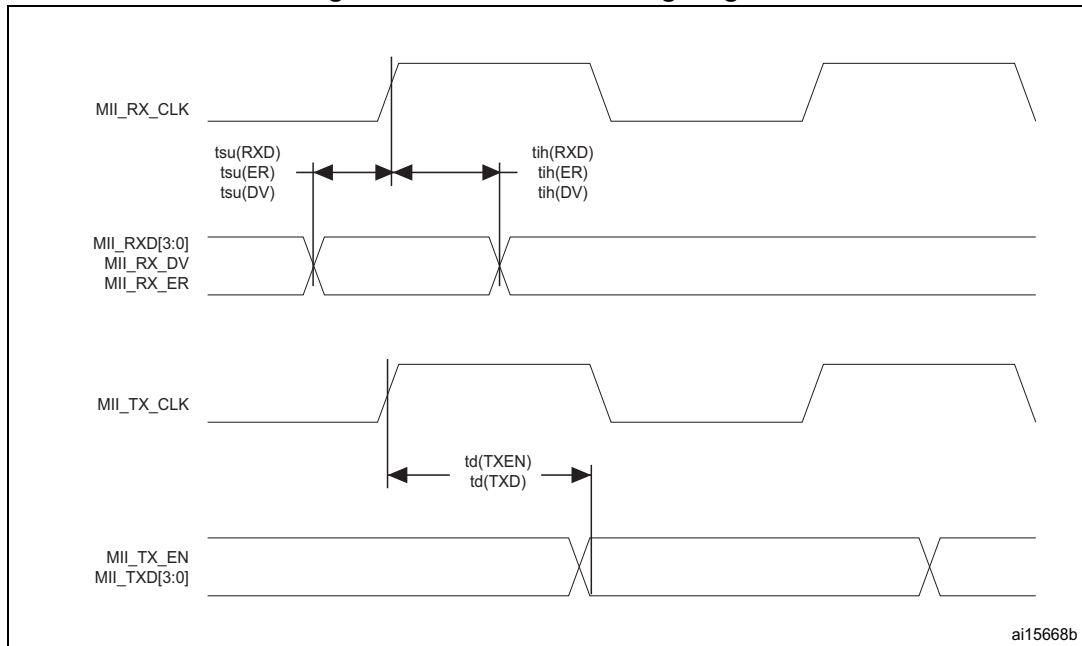 MII_RX_CLK
tsu(RXD)
tsu(ER)
tsu(DV)
tih(RXD)
tih(ER)
tih(DV)
MII_RXD[3:0]
MII_RX_DV
MII_RX_ER
MII_TX_CLK
td(TXEN)
td(TXD)
MII_TX_EN
MII_TXD[3:0]
ai15668b